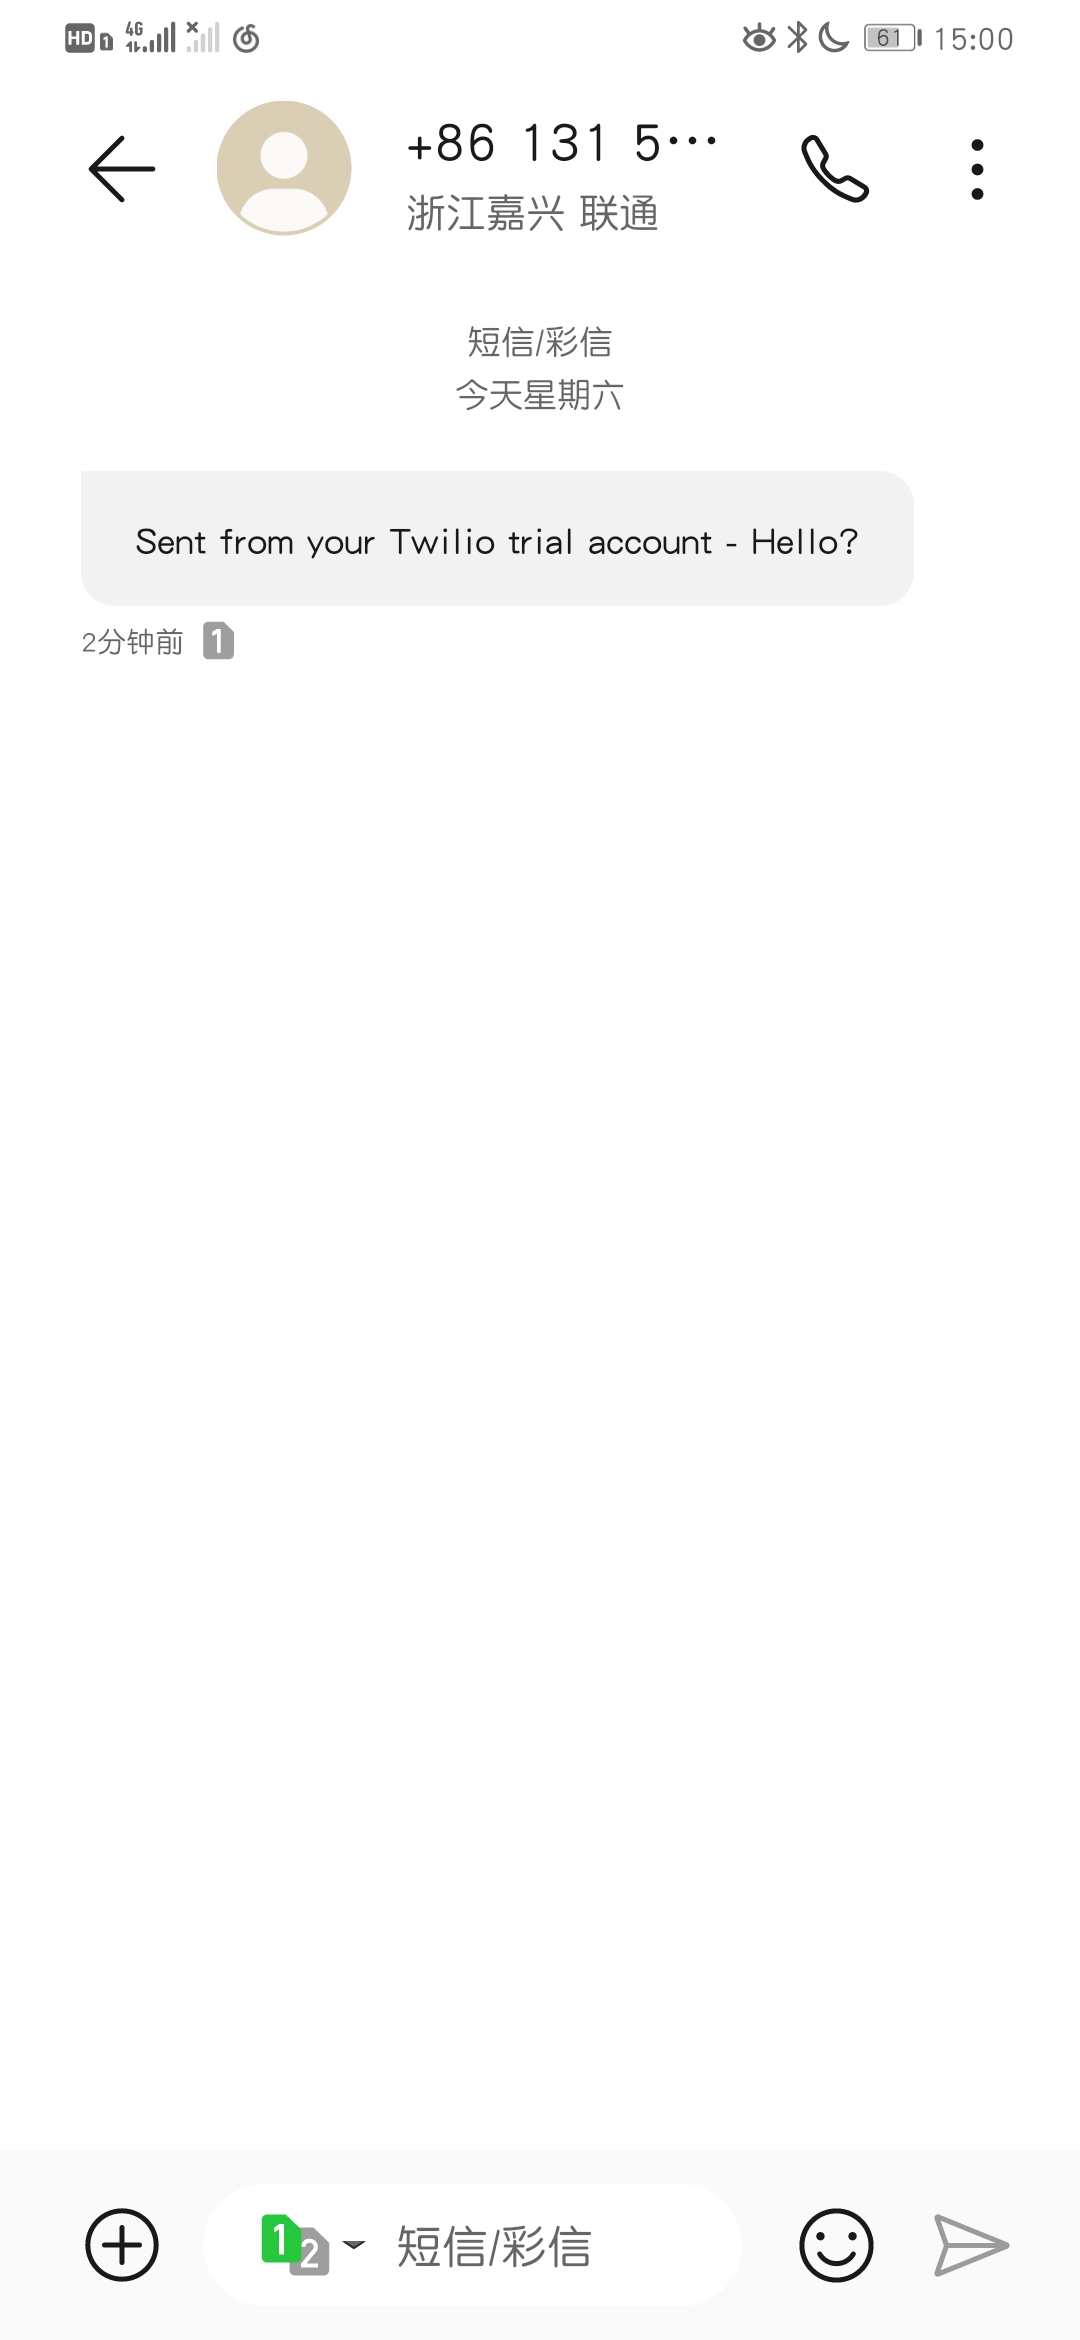 HD 1 4G 61 15:00
+86 131 5···
浙江嘉兴 联通
短信/彩信
今天星期六
Sent from your Twilio trial account - Hello?
2分钟前 1
1 2 短信/彩信